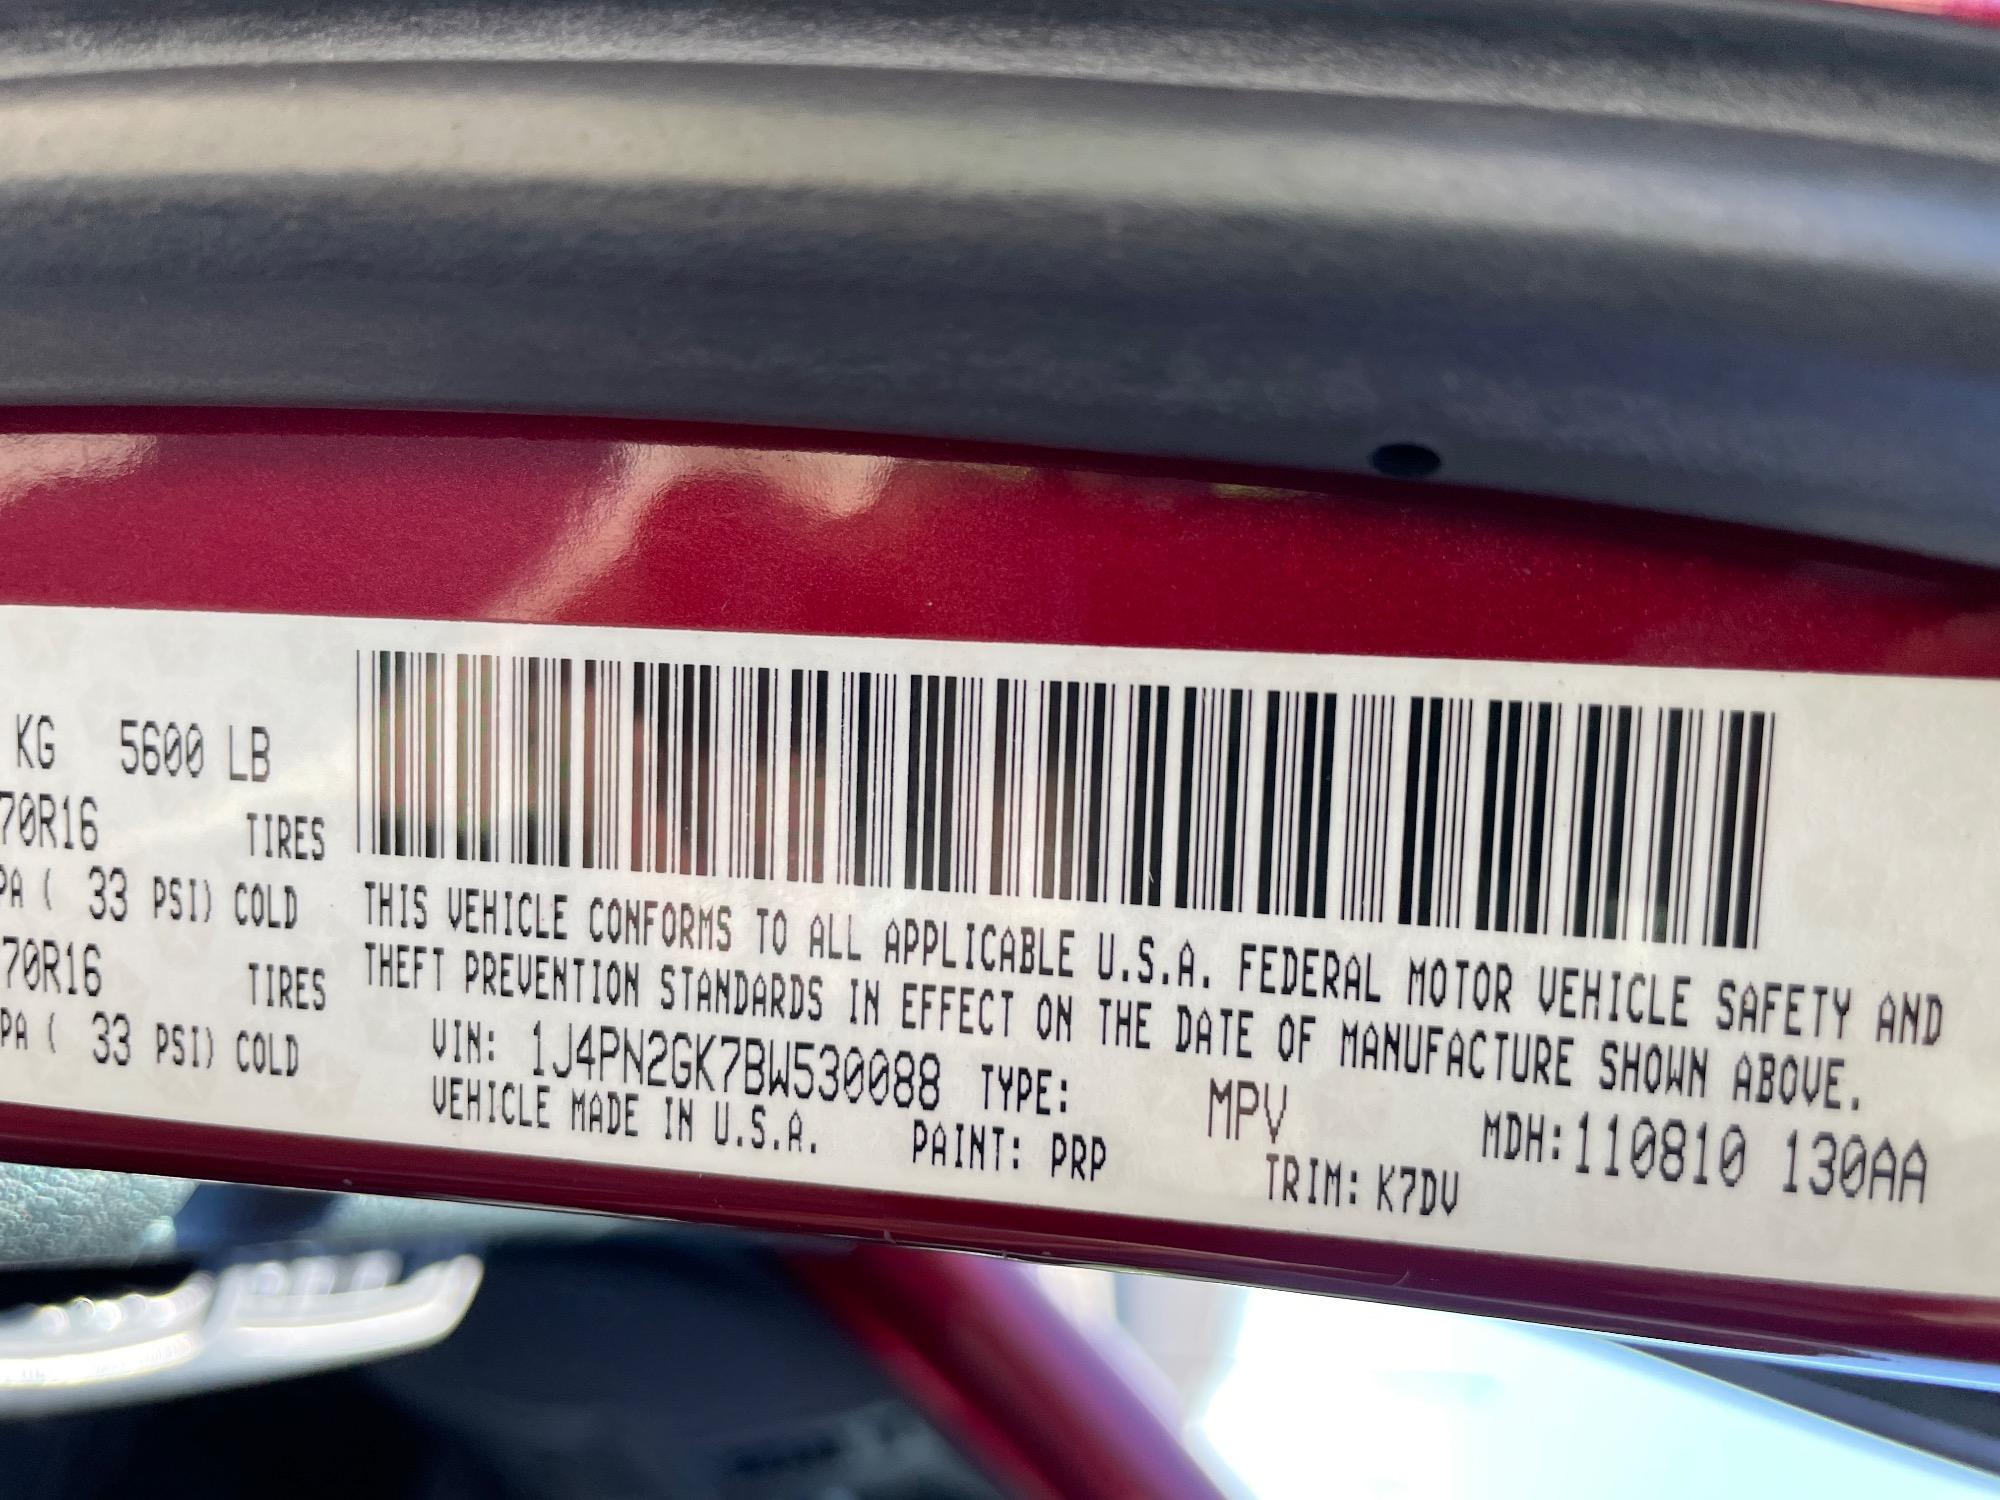 KG 5600 LB
70R16 TIRES
PA ( 33 PSI) COLD
70R16 TIRES
PA ( 33 PSI) COLD
THIS VEHICLE CONFORMS TO ALL APPLICABLE U.S.A. FEDERAL MOTOR VEHICLE SAFETY AND
THEFT PREVENTION STANDARDS IN EFFECT ON THE DATE OF MANUFACTURE SHOWN ABOVE.
VIN: 1J4PN2GK7BW530088 TYPE: MPV MDH:110810 130AA
VEHICLE MADE IN U.S.A. PAINT: PRP TRIM: K7DV